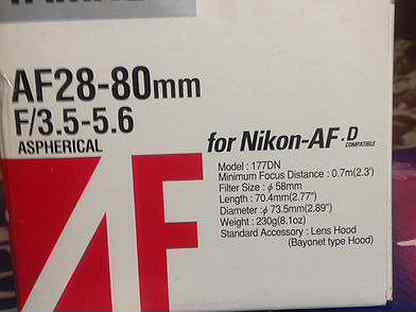 AF28-80mm
F/3.5-5.6
ASPHERICAL
for Nikon-AF.D
COMPATIBLE
Model : 177DN
Minimum Focus Distance : 0.7m(2.3')
Filter Size : ϕ 58mm
Length : 70.4mm(2.77")
Diameter : ϕ 73.5mm(2.89")
Weight : 230g(8.1oz)
Standard Accessory : Lens Hood
(Bayonet type Hood)
AF